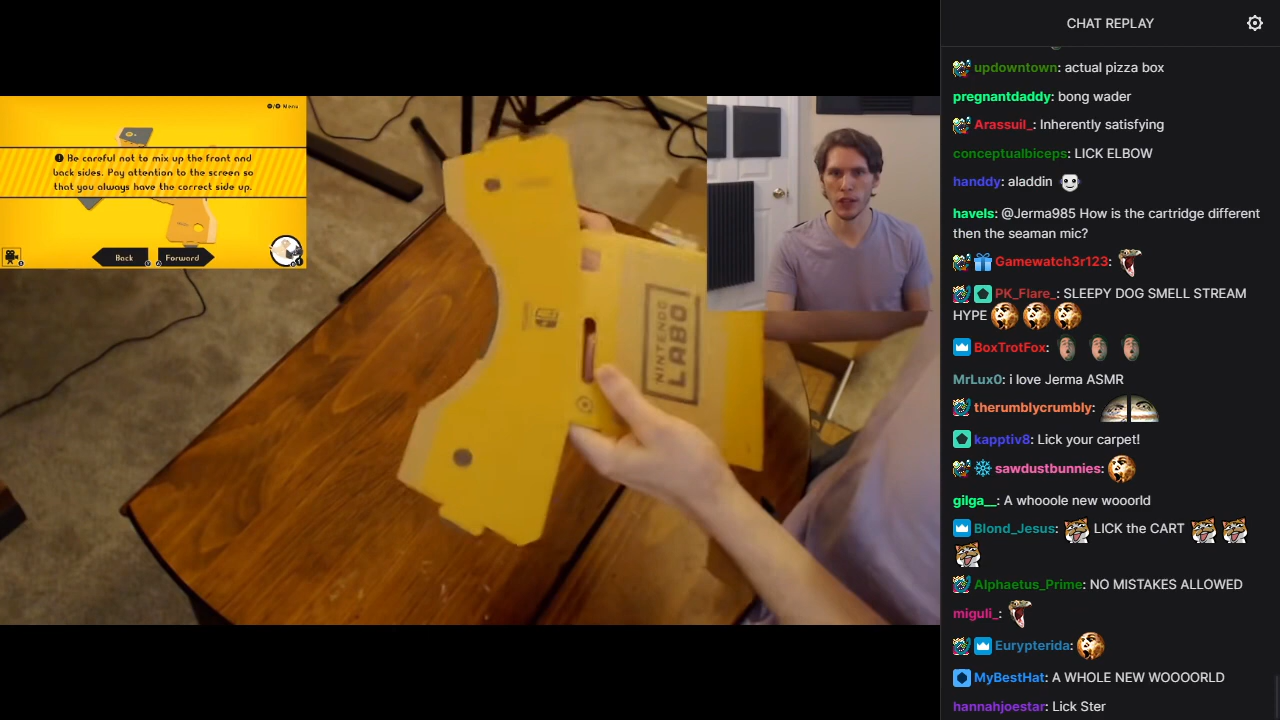 Menu
Be careful not to mix up the front and
back sides. Pay attention to the screen so
that you always have the correct side up.
Back
Forward
NINTENDO
LABO
CHAT REPLAY
updowntown: actual pizza box
pregnantdaddy: bong wader
Arassuil_: Inherently satisfying
conceptualbiceps: LICK ELBOW
handdy: aladdin
havels: @Jerma985 How is the cartridge different
then the seaman mic?
Gamewatch3r123:
PK_Flare_: SLEEPY DOG SMELL STREAM
HYPE
BoxTrotFox:
MrLux0: i love Jerma ASMR
therumblycrumbly:
kapptiv8: Lick your carpet!
sawdustbunnies:
gilga__: A whooole new wooorld
Blond_Jesus: LICK the CART
Alphaetus_Prime: NO MISTAKES ALLOWED
miguli_:
Eurypterida:
MyBestHat: A WHOLE NEW WOOOORLD
hannahjoestar: Lick Ster